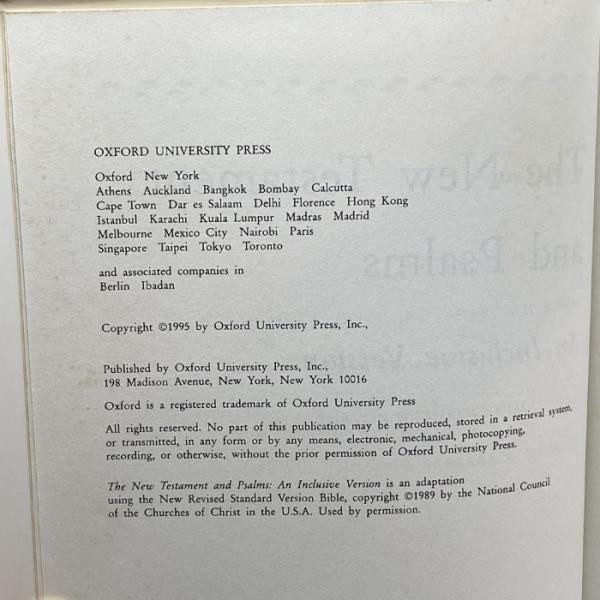 OXFORD UNIVERSITY PRESS
Oxford New York
Athens Auckland Bangkok Bombay Calcutta
Cape Town Dar es Salaam Delhi Florence Hong Kong
Istanbul Karachi Kuala Lumpur Madras Madrid
Melbourne Mexico City Nairobi Paris
Singapore Taipei Tokyo Toronto
and associated companies in
Berlin Ibadan
Copyright ©1995 by Oxford University Press, Inc.,
Published by Oxford University Press, Inc.,
198 Madison Avenue, New York, New York 10016
Oxford is a registered trademark of Oxford University Press
All rights reserved. No part of this publication may be reproduced, stored in a retrieval system,
or transmitted, in any form or by any means, electronic, mechanical, photocopying,
recording, or otherwise, without the prior permission of Oxford University Press.
The New Testament and Psalms: An Inclusive Version is an adaptation
using the New Revised Standard Version Bible, copyright ©1989 by the National Council
of the Churches of Christ in the U.S.A. Used by permission.